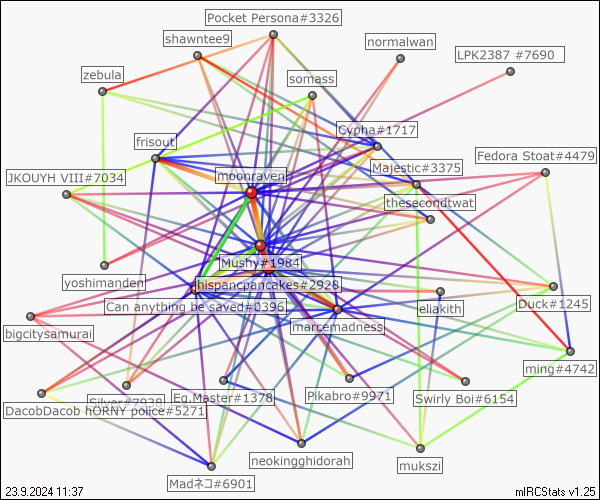 Pocket Persona#3326
shawntee9
normalwan
LPK2387 #7690
zebula
somass
Cypha#1717
frisout
Fedora Stoat#4479
Majestic#3375
moonraven
JKOUYH VIII#7034
thesecondtwat
Mushy#1984
yoshimanden
hispancpancakes#2928
Can anything be saved#0396
eliakith
Duck#1245
marcemadness
bigcitysamurai
ming#4742
Silver#7928
Eg.Master#1378
Pikabro#9971
Swirly Boi#6154
DacobDacob hORNY police#5271
neokingghidorah
mukszi
Madネコ#6901
23.9.2024 11:37
mIRCStats v1.25